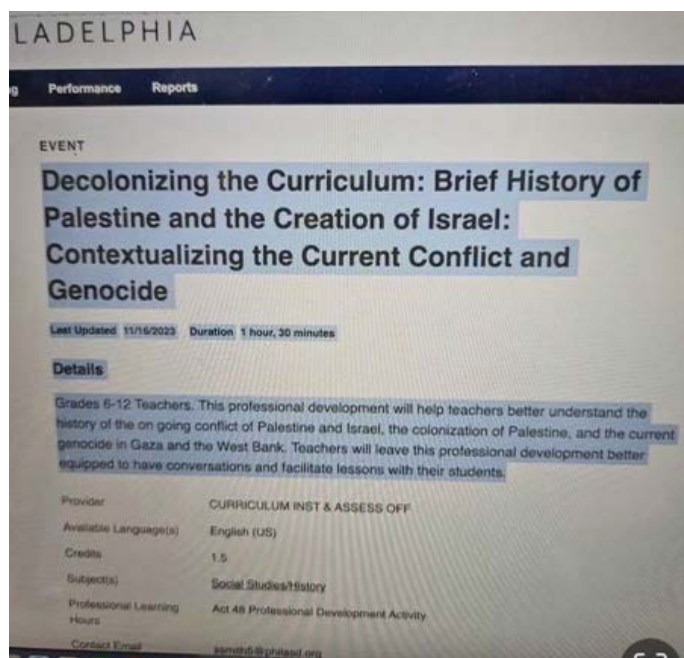 LADELPHIA
g Performance Reports
EVENT
Decolonizing the Curriculum: Brief History of
Palestine and the Creation of Israel:
Contextualizing the Current Conflict and
Genocide
Last Updated 11/16/2023 Duration 1 hour, 30 minutes
Details
Grades 6-12 Teachers. This professional development will help teachers better understand the
history of the on going conflict of Palestine and Israel, the colonization of Palestine, and the current
genocide in Gaza and the West Bank. Teachers will leave this professional development better
equipped to have conversations and facilitate lessons with their students.
Provider CURRICULUM INST & ASSESS OFF
Available Language(s) English (US)
Credits 1.5
Subject(s) Social Studies/History
Professional Learning
Hours Act 48 Professional Development Activity
Contact Email